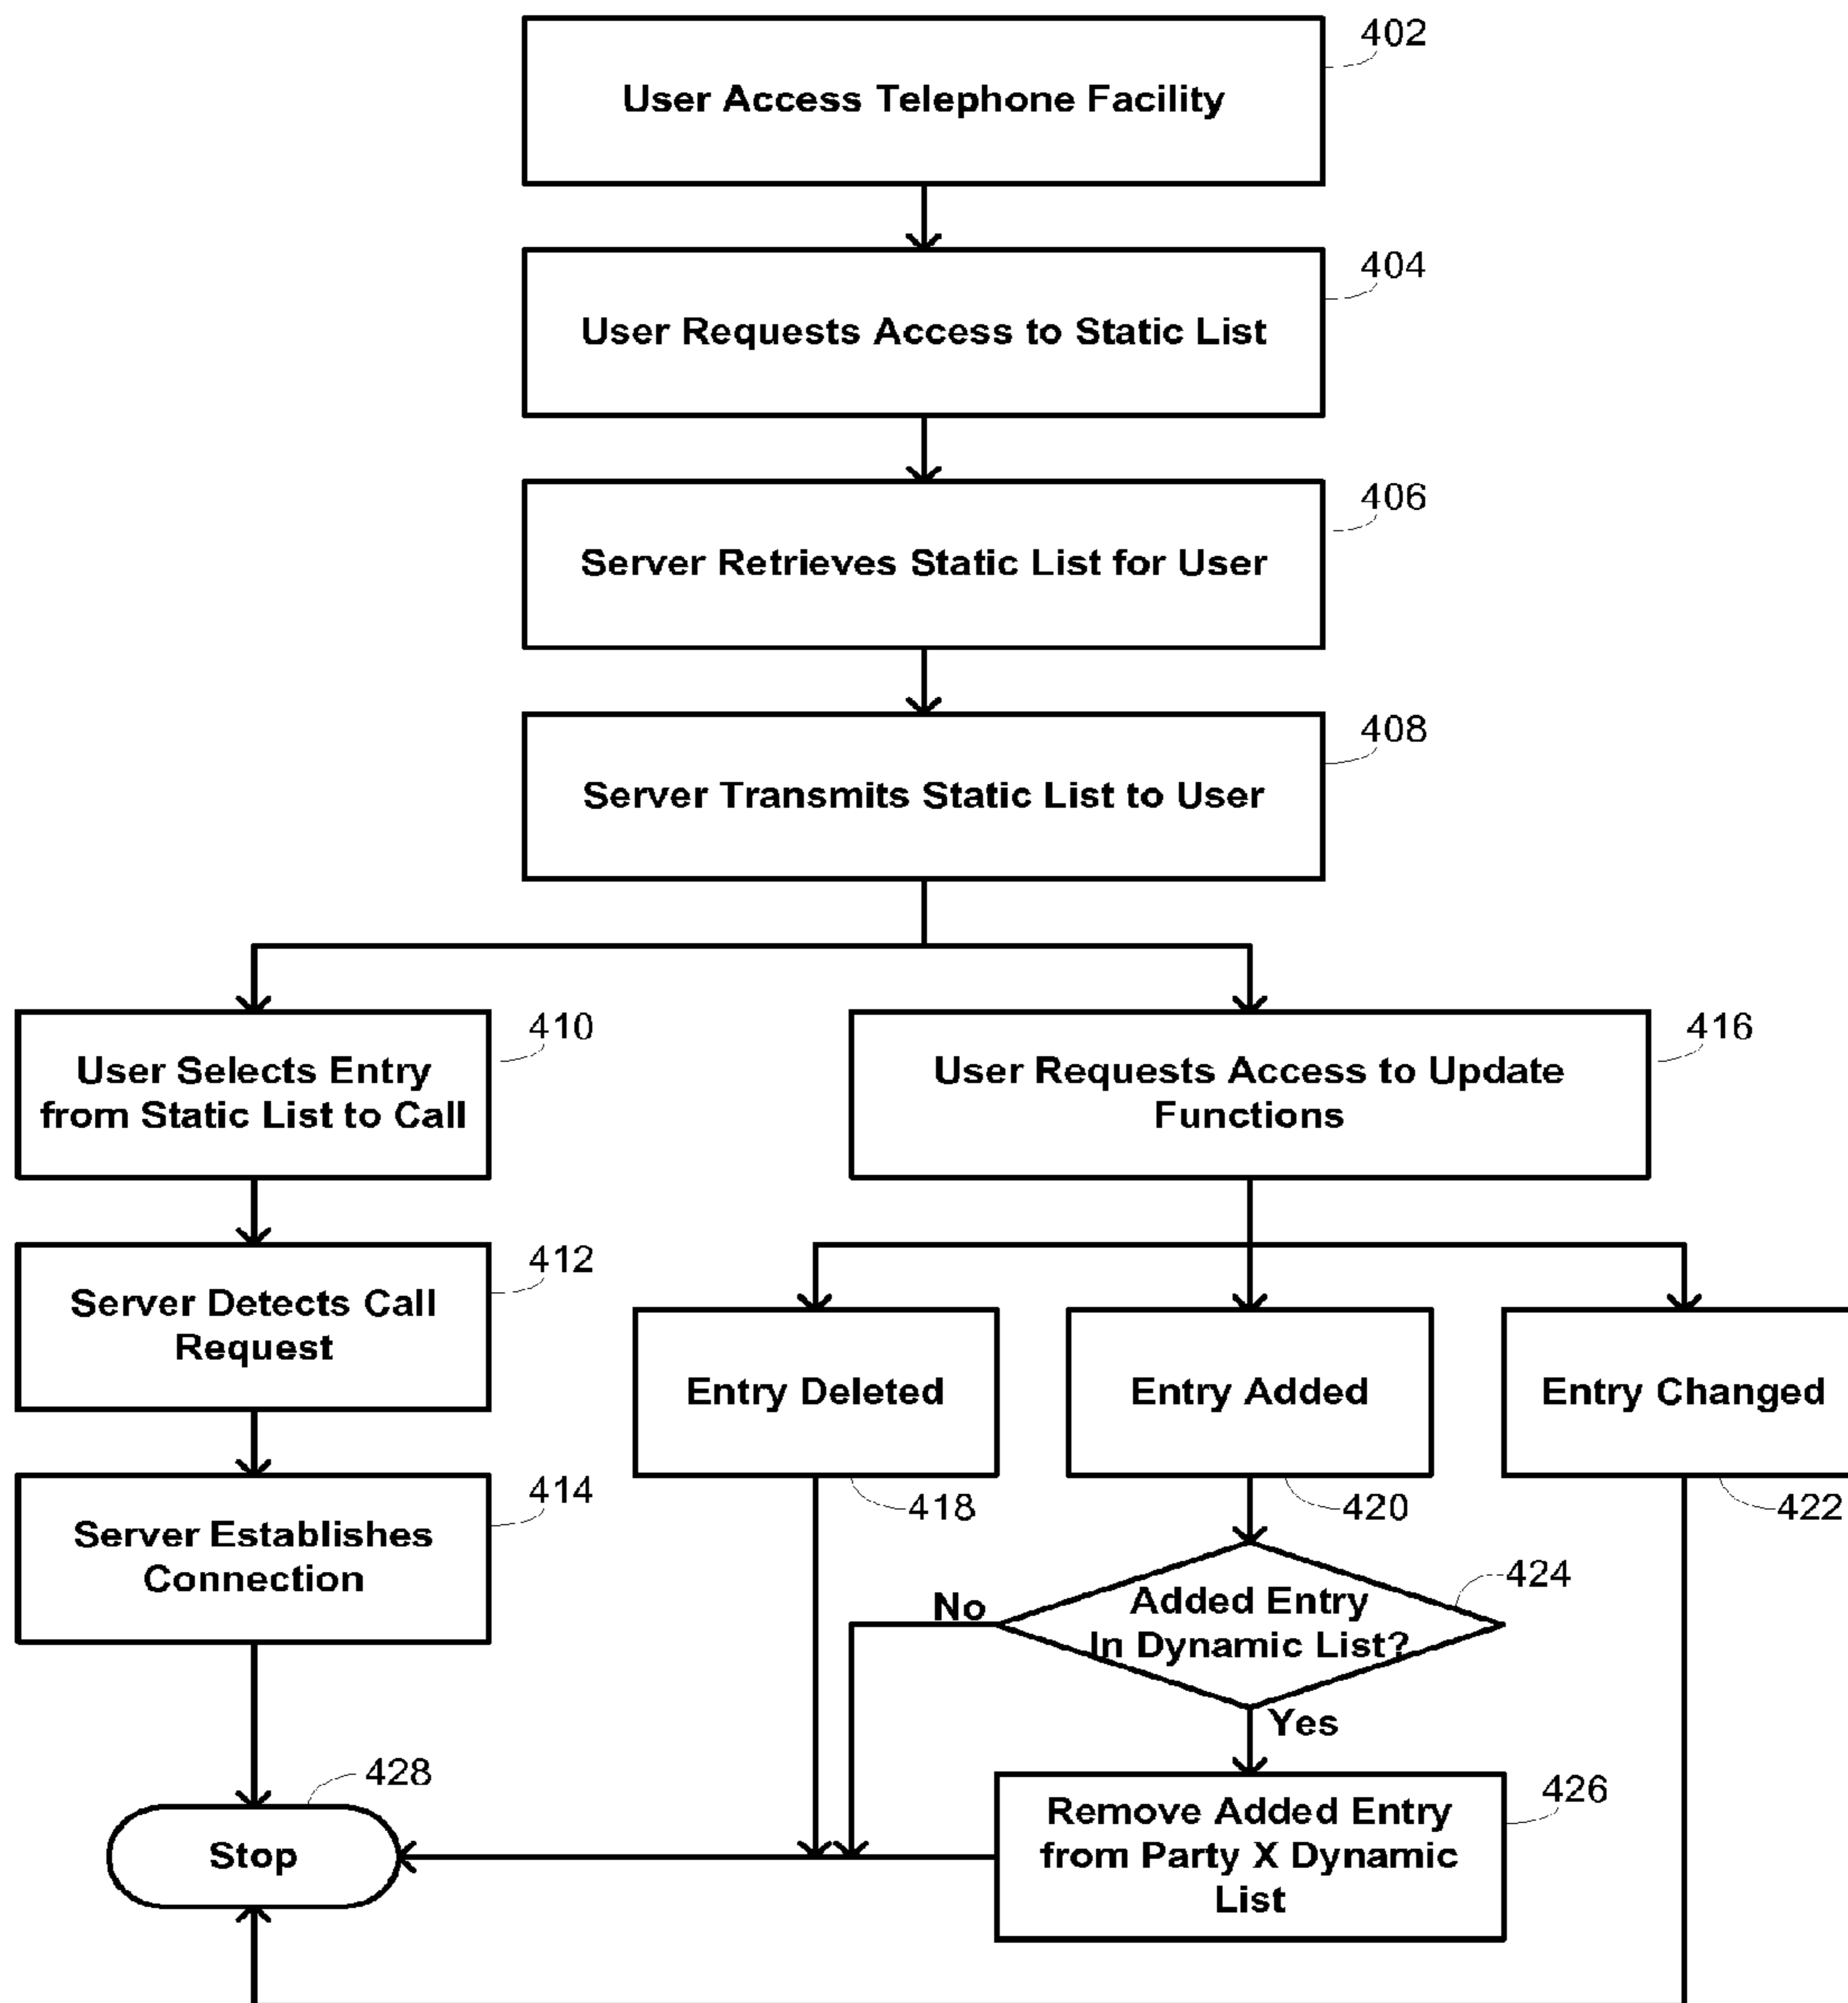 402
User Access Telephone Facility
404
User Requests Access to Static List
406
Server Retrieves Static List for User
408
Server Transmits Static List to User
410
User Selects Entry
from Static List to Call
416
User Requests Access to Update
Functions
412
Server Detects Call
Request
Entry Deleted
Entry Added
Entry Changed
414
418
420
422
Server Establishes
Connection
424
No
Added Entry
In Dynamic List?
Yes
428
Stop
426
Remove Added Entry
from Party X Dynamic
List